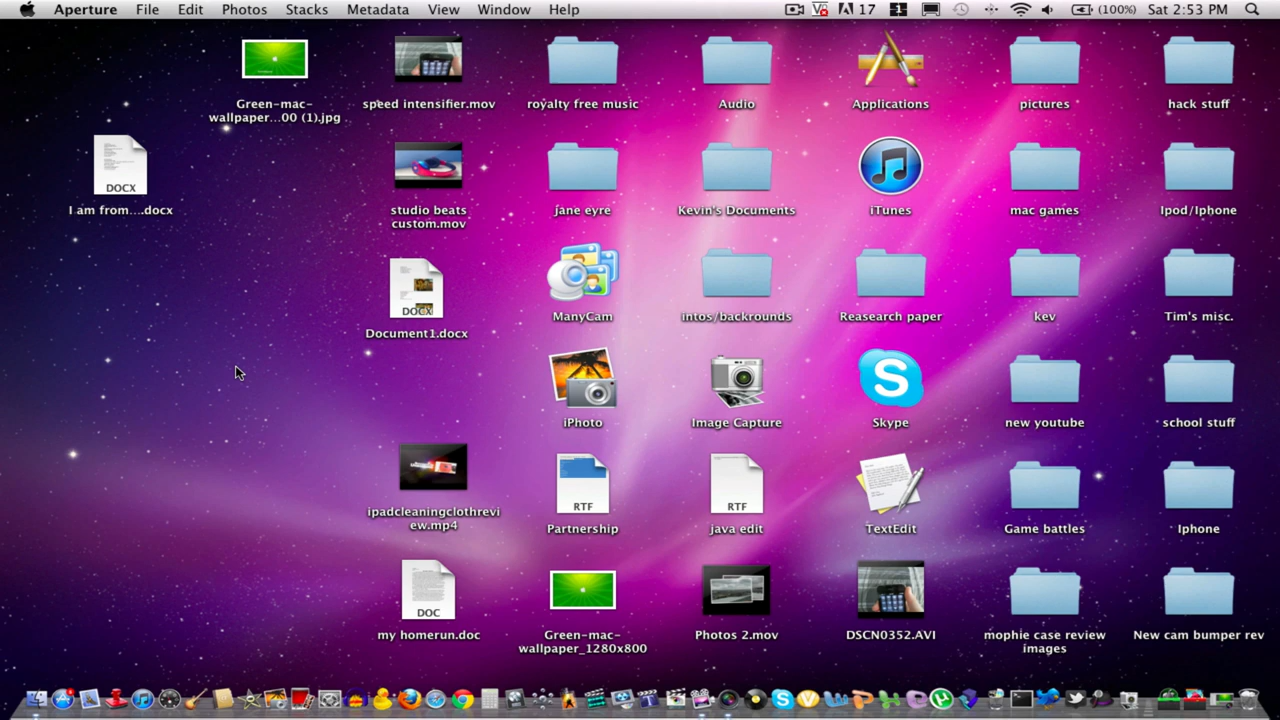 Aperture File Edit Photos Stacks Metadata View Window Help 17 (100%) Sat 2:53 PM
Green-mac-
wallpaper...00 (1).jpg
speed intensifier.mov
royalty free music
Audio
Applications
pictures
hack stuff
DOCX
I am from....docx
studio beats
custom.mov
jane eyre
Kevin's Documents
iTunes
mac games
Ipod/Iphone
DOCX
Document1.docx
ManyCam
intos/backrounds
Reasearch paper
kev
Tim's misc.
iPhoto
Image Capture
Skype
new youtube
school stuff
ipadcleaningclothrevi
ew.mp4
RTF
Partnership
RTF
java edit
TextEdit
Game battles
Iphone
DOC
my homerun.doc
Green-mac-
wallpaper_1280x800
Photos 2.mov
DSCN0352.AVI
mophie case review
images
New cam bumper rev